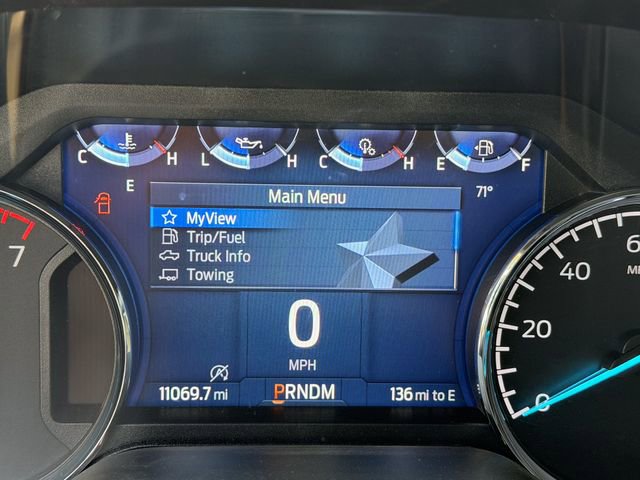 C H L H C H E F
E 71°
Main Menu
MyView
Trip/Fuel
Truck Info
Towing
7
0
MPH
11069.7 mi PRNDM 136 mi to E
6
40
20
0